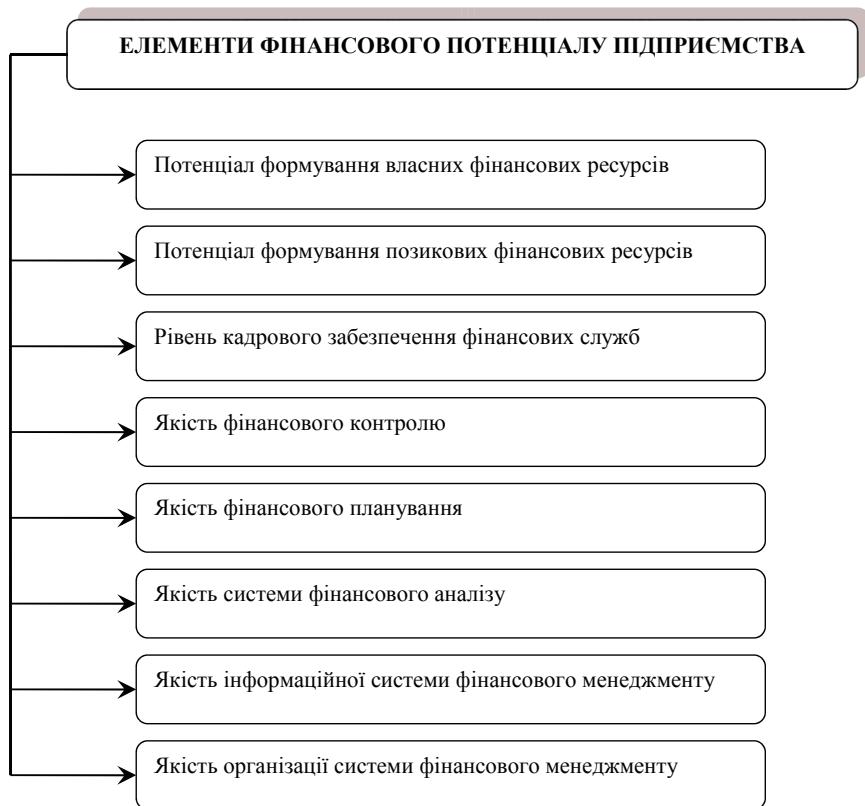 ЕЛЕМЕНТИ ФІНАНСОВОГО ПОТЕНЦІАЛУ ПІДПРИЄМСТВА
Потенціал формування власних фінансових ресурсів
Потенціал формування позикових фінансових ресурсів
Рівень кадрового забезпечення фінансових служб
Якість фінансового контролю
Якість фінансового планування
Якість системи фінансового аналізу
Якість інформаційної системи фінансового менеджменту
Якість організації системи фінансового менеджменту